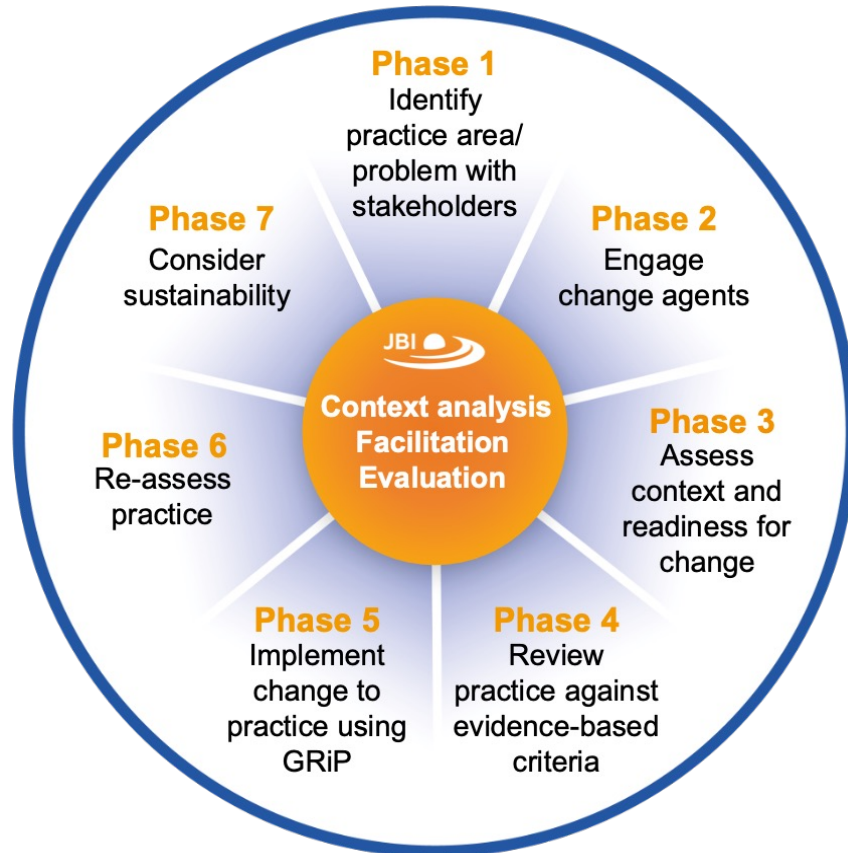 Phase 1
Identify
practice area/
problem with
stakeholders
Phase 2
Engage
change agents
Phase 3
Assess
context and
readiness for
change
Phase 4
Review
practice against
evidence-based
criteria
Phase 5
Implement
change to
practice using
GRiP
Phase 6
Re-assess
practice
Phase 7
Consider
sustainability
JBI
Context analysis
Facilitation
Evaluation